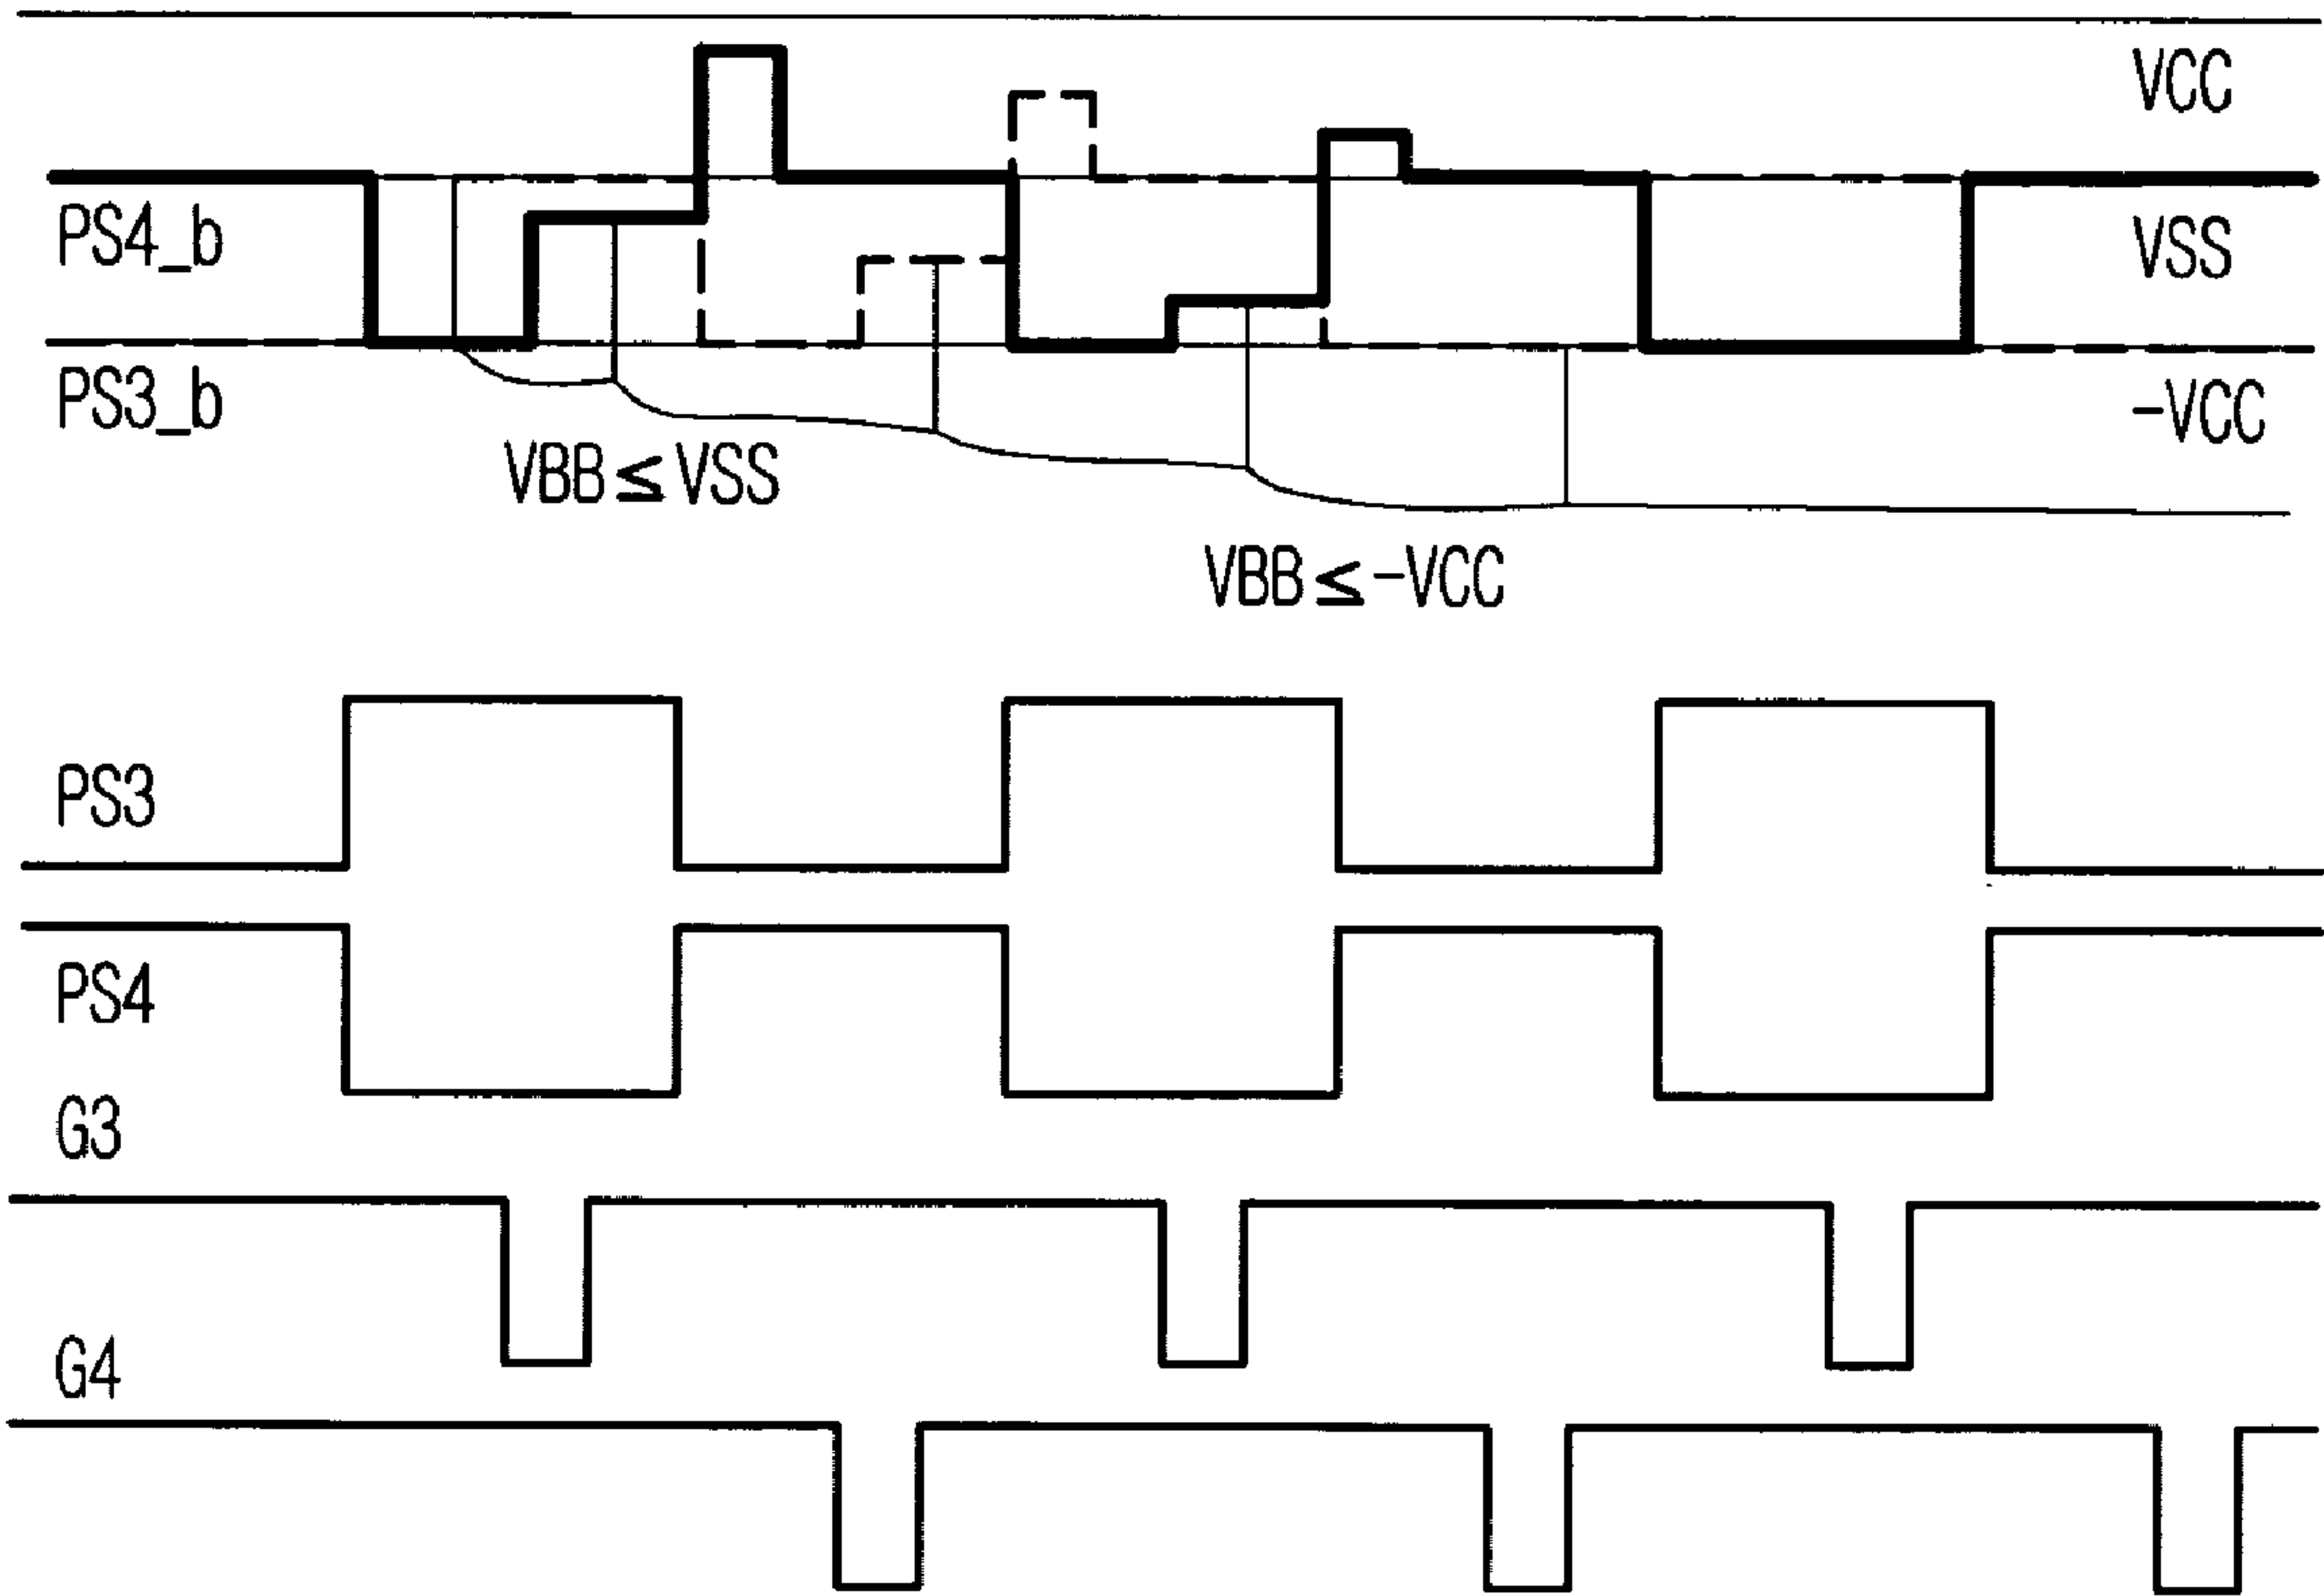 VCC
PS4_b
VSS
PS3_b
-VCC
VBB ≤ VSS
VBB ≤ -VCC
PS3
PS4
G3
G4